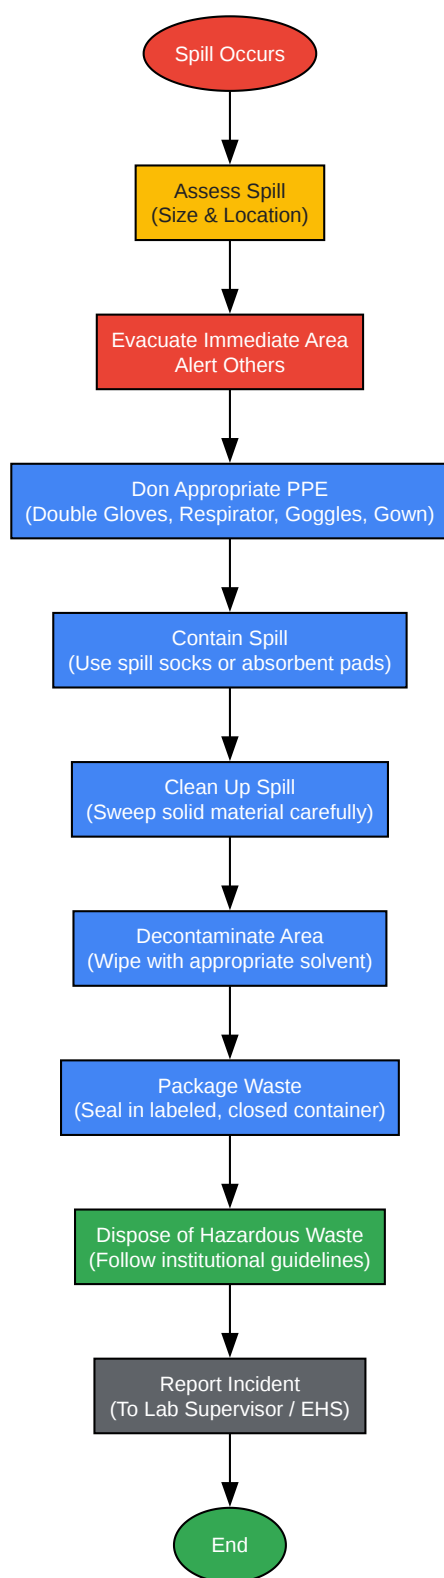 Spill Occurs
Assess Spill
(Size & Location)
Evacuate Immediate Area
Alert Others
Don Appropriate PPE
(Double Gloves, Respirator, Goggles, Gown)
Contain Spill
(Use spill socks or absorbent pads)
Clean Up Spill
(Sweep solid material carefully)
Decontaminate Area
(Wipe with appropriate solvent)
Package Waste
(Seal in labeled, closed container)
Dispose of Hazardous Waste
(Follow institutional guidelines)
Report Incident
(To Lab Supervisor / EHS)
End